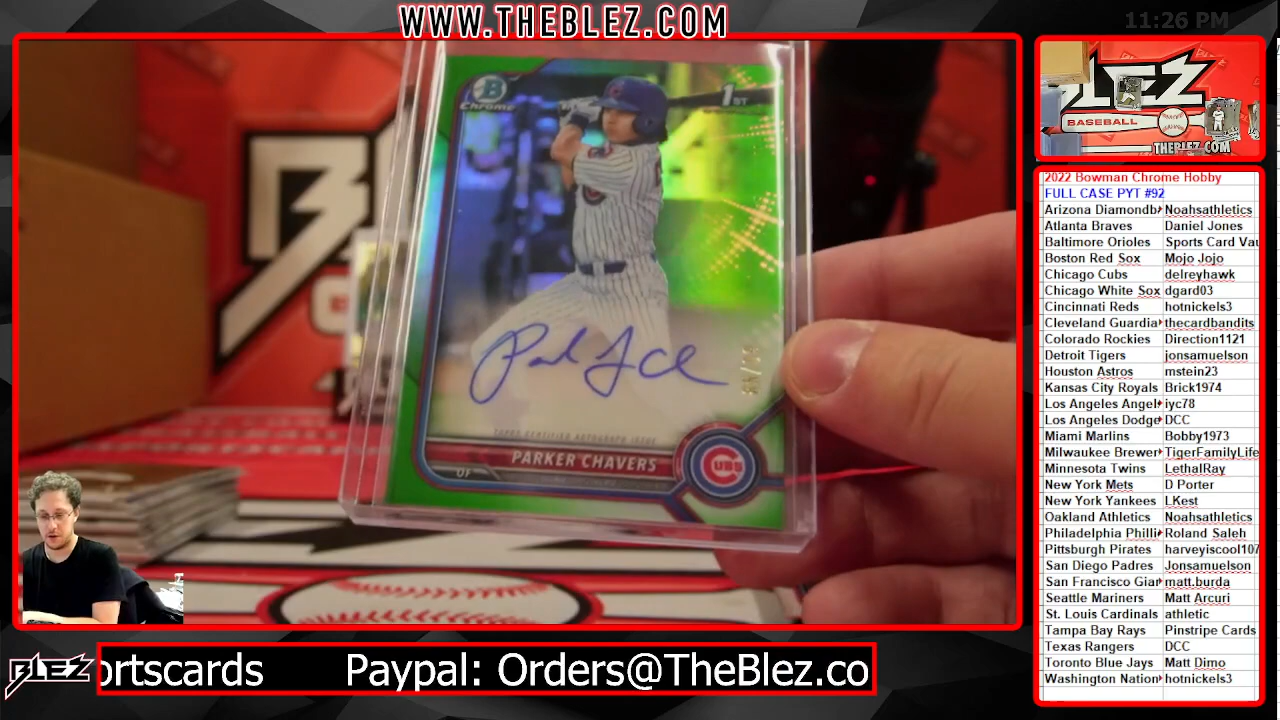 WWW.THEBLEZ.COM
11:26 PM
B
Chrome
1ST
TOPPS CERTIFIED AUTOGRAPH ISSUE
PARKER CHAVERS
OF
CUBS
BLEZ
BASEBALL
THEBLEZ.COM
2022 Bowman Chrome Hobby
FULL CASE PYT #92
Arizona Diamondb Noahsathletics
Atlanta Braves Daniel Jones
Baltimore Orioles Sports Card Vau
Boston Red Sox Mojo Jojo
Chicago Cubs delreyhawk
Chicago White Sox dgard03
Cincinnati Reds hotnickels3
Cleveland Guardia thecardbandits
Colorado Rockies Direction1121
Detroit Tigers jonsamuelson
Houston Astros mstein23
Kansas City Royals Brick1974
Los Angeles Angel iyc78
Los Angeles Dodge DCC
Miami Marlins Bobby1973
Milwaukee Brewer TigerFamilyLife
Minnesota Twins LethalRay
New York Mets D Porter
New York Yankees LKest
Oakland Athletics Noahsathletics
Philadelphia Philli Roland Saleh
Pittsburgh Pirates harveyiscool107
San Diego Padres Jonsamuelson
San Francisco Gian matt.burda
Seattle Mariners Matt Arcuri
St. Louis Cardinals athletic
Tampa Bay Rays Pinstripe Cards
Texas Rangers DCC
Toronto Blue Jays Matt Dimo
Washington Nation hotnickels3
BLEZ
ortscards Paypal: Orders@TheBlez.co